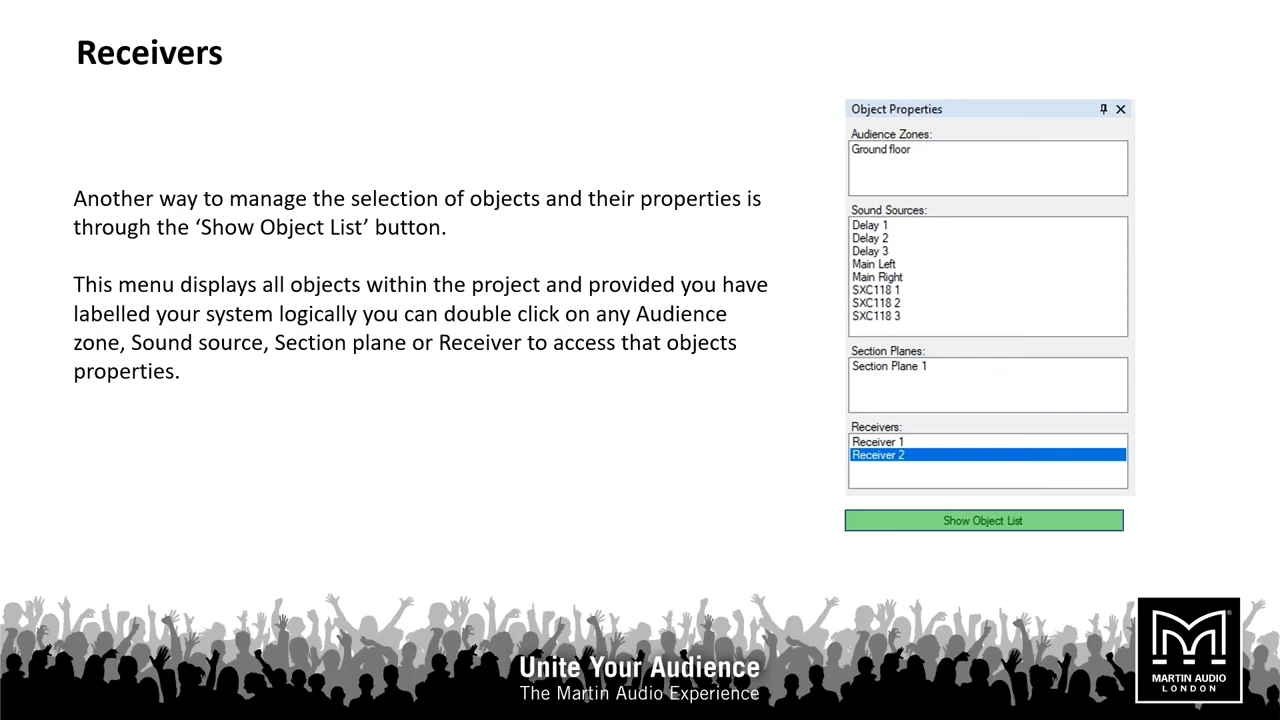 Receivers
Another way to manage the selection of objects and their properties is
through the ‘Show Object List’ button.
This menu displays all objects within the project and provided you have
labelled your system logically you can double click on any Audience
zone, Sound source, Section plane or Receiver to access that objects
properties.
Object Properties
Audience Zones:
Ground floor
Sound Sources:
Delay 1
Delay 2
Delay 3
Main Left
Main Right
SXC118 1
SXC118 2
SXC118 3
Section Planes:
Section Plane 1
Receivers:
Receiver 1
Receiver 2
Show Object List
Unite Your Audience
The Martin Audio Experience
MARTIN AUDIO
LONDON